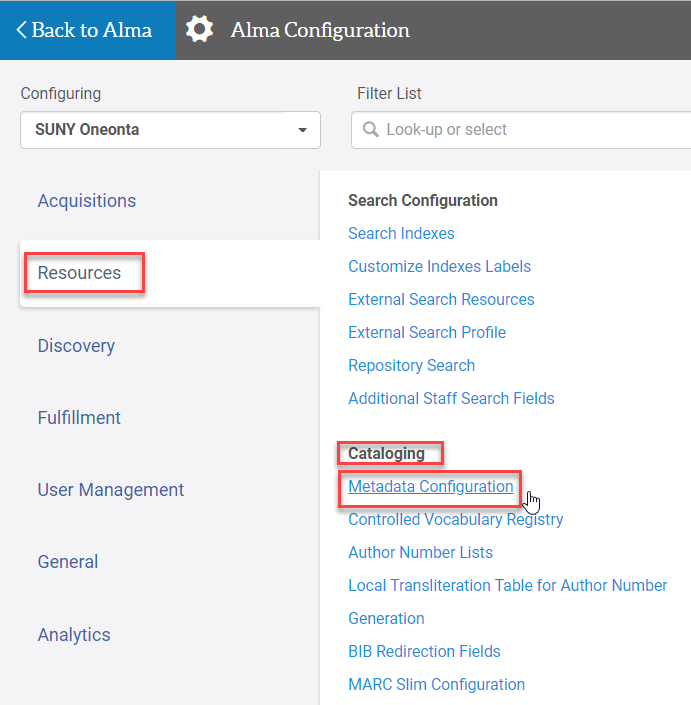 Back to Alma
Alma Configuration
Configuring
Filter List
SUNY Oneonta
Look-up or select
Acquisitions
Resources
Discovery
Fulfillment
User Management
General
Analytics
Search Configuration
Search Indexes
Customize Indexes Labels
External Search Resources
External Search Profile
Repository Search
Additional Staff Search Fields
Cataloging
Metadata Configuration
Controlled Vocabulary Registry
Author Number Lists
Local Transliteration Table for Author Number
Generation
BIB Redirection Fields
MARC Slim Configuration